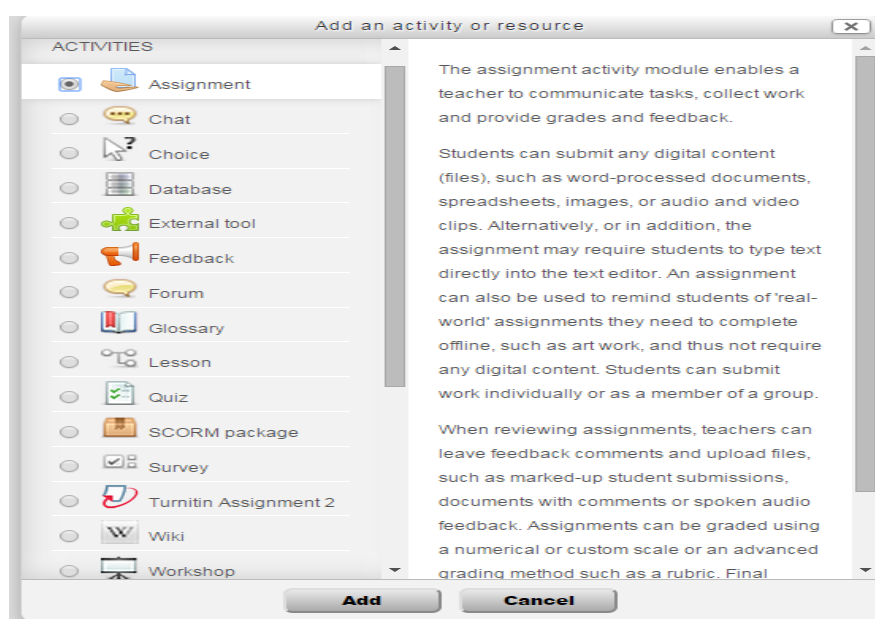 Add an activity or resource
ACTIVITIES
Assignment
Chat
Choice
Database
External tool
Feedback
Forum
Glossary
Lesson
Quiz
SCORM package
Survey
Turnitin Assignment 2
Wiki
Workshop
The assignment activity module enables a
teacher to communicate tasks, collect work
and provide grades and feedback.
Students can submit any digital content
(files), such as word-processed documents,
spreadsheets, images, or audio and video
clips. Alternatively, or in addition, the
assignment may require students to type text
directly into the text editor. An assignment
can also be used to remind students of 'real-
world' assignments they need to complete
offline, such as art work, and thus not require
any digital content. Students can submit
work individually or as a member of a group.
When reviewing assignments, teachers can
leave feedback comments and upload files,
such as marked-up student submissions,
documents with comments or spoken audio
feedback. Assignments can be graded using
a numerical or custom scale or an advanced
grading method such as a rubric. Final
Add
Cancel